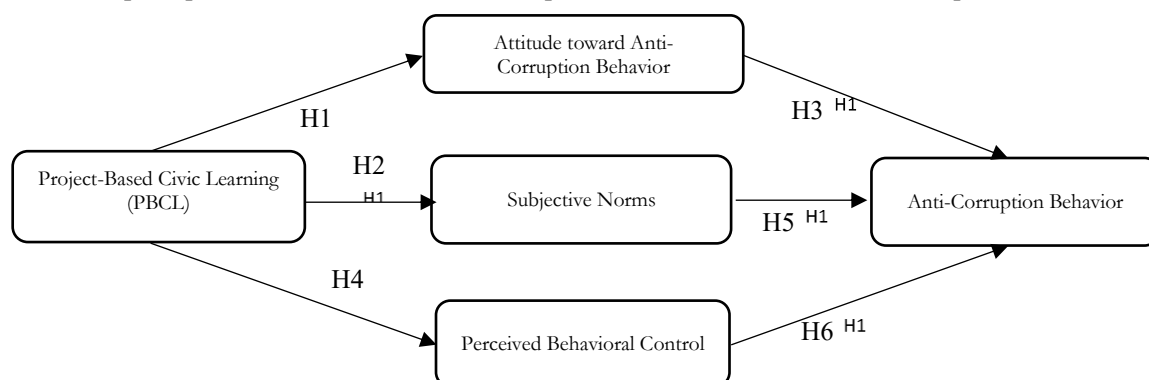 Attitude toward Anti-
Corruption Behavior
H1
H3 H1
Project-Based Civic Learning
(PBCL)
H2
H1
Subjective Norms
H5 H1
Anti-Corruption Behavior
H4
Perceived Behavioral Control
H6 H1